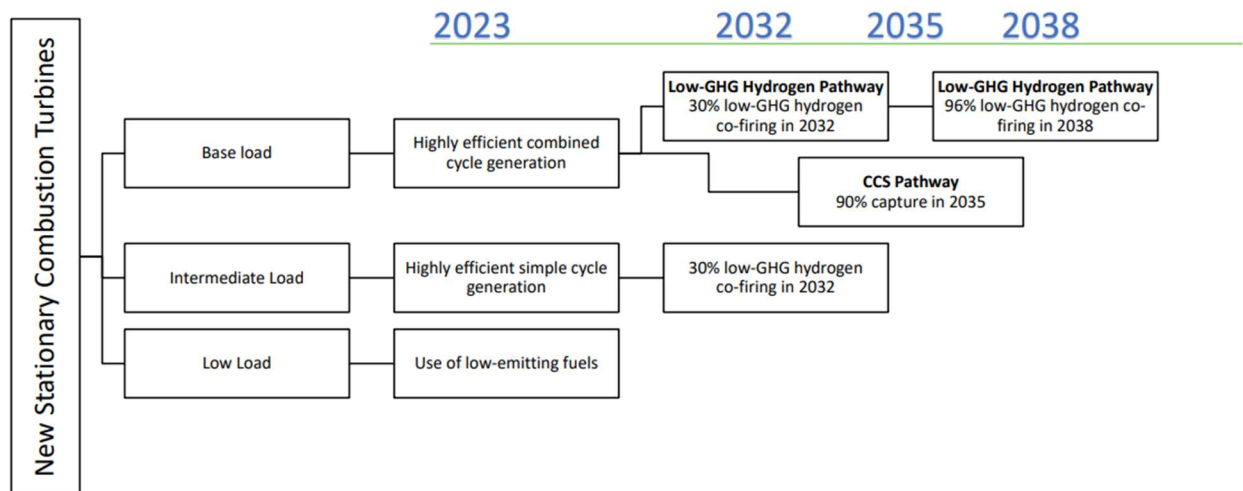 New Stationary Combustion Turbines
2023
2032
2035
2038
Base load
Highly efficient combined
cycle generation
Low-GHG Hydrogen Pathway
30% low-GHG hydrogen
co-firing in 2032
Low-GHG Hydrogen Pathway
96% low-GHG hydrogen co-
firing in 2038
CCS Pathway
90% capture in 2035
Intermediate Load
Highly efficient simple cycle
generation
30% low-GHG hydrogen
co-firing in 2032
Low Load
Use of low-emitting fuels